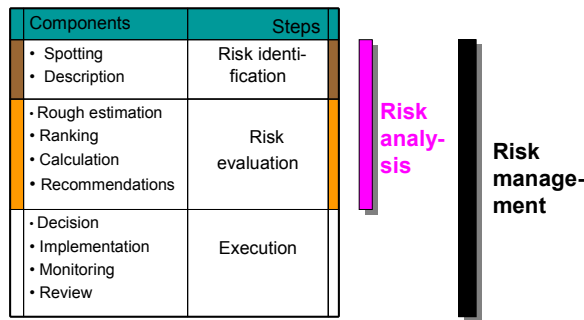 Components Steps
• Spotting
• Description
Risk identi-
fication
• Rough estimation
• Ranking
• Calculation
• Recommendations
Risk
evaluation
• Decision
• Implementation
• Monitoring
• Review
Execution
Risk
analy-
sis
Risk
manage-
ment